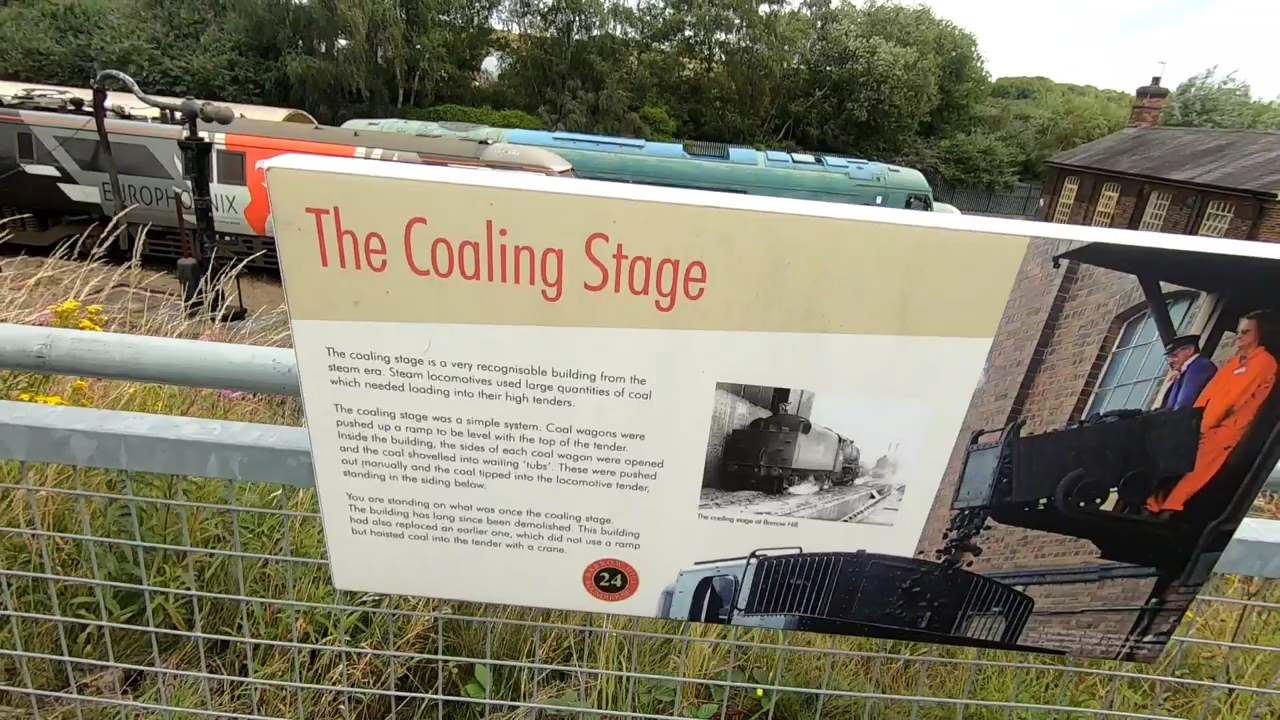 EUROPHOENIX
The Coaling Stage
The coaling stage is a very recognisable building from the
steam era. Steam locomotives used large quantities of coal
which needed loading into their high tenders.
The coaling stage was a simple system. Coal wagons were
pushed up a ramp to be level with the top of the tender.
Inside the building, the sides of each coal wagon were opened
and the coal shovelled into waiting 'tubs'. These were pushed
out manually and the coal tipped into the locomotive tender,
standing in the siding below.
You are standing on what was once the coaling stage.
The building has long since been demolished. This building
had also replaced an earlier one, which did not use a ramp
but hoisted coal into the tender with a crane.
The coaling stage at Barrow Hill
BARROW HILL
24